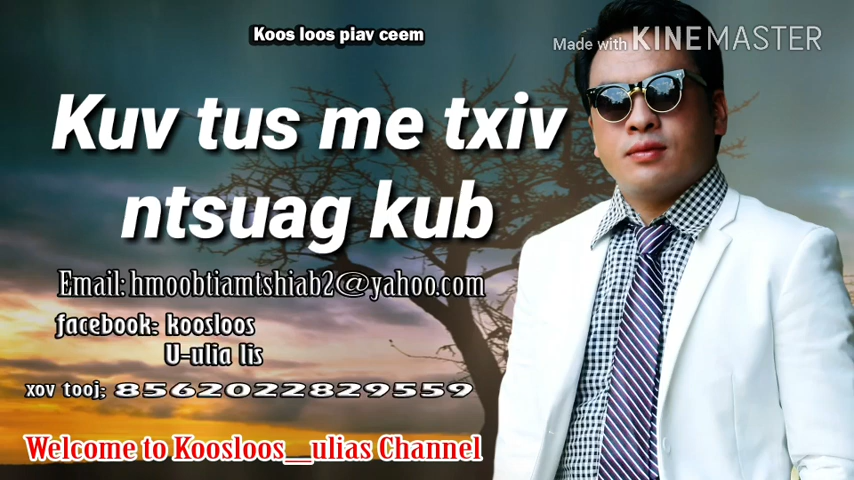 Koos loos piav ceem
Made with KINEMASTER
Kuv tus me txiv
ntsuag kub
Email: hmoobtiamtshiab2@yahoo.com
facebook: koosloos
U-ulia lis
xov tooj; 8562022829559
Welcome to Koosloos_ulias Channel